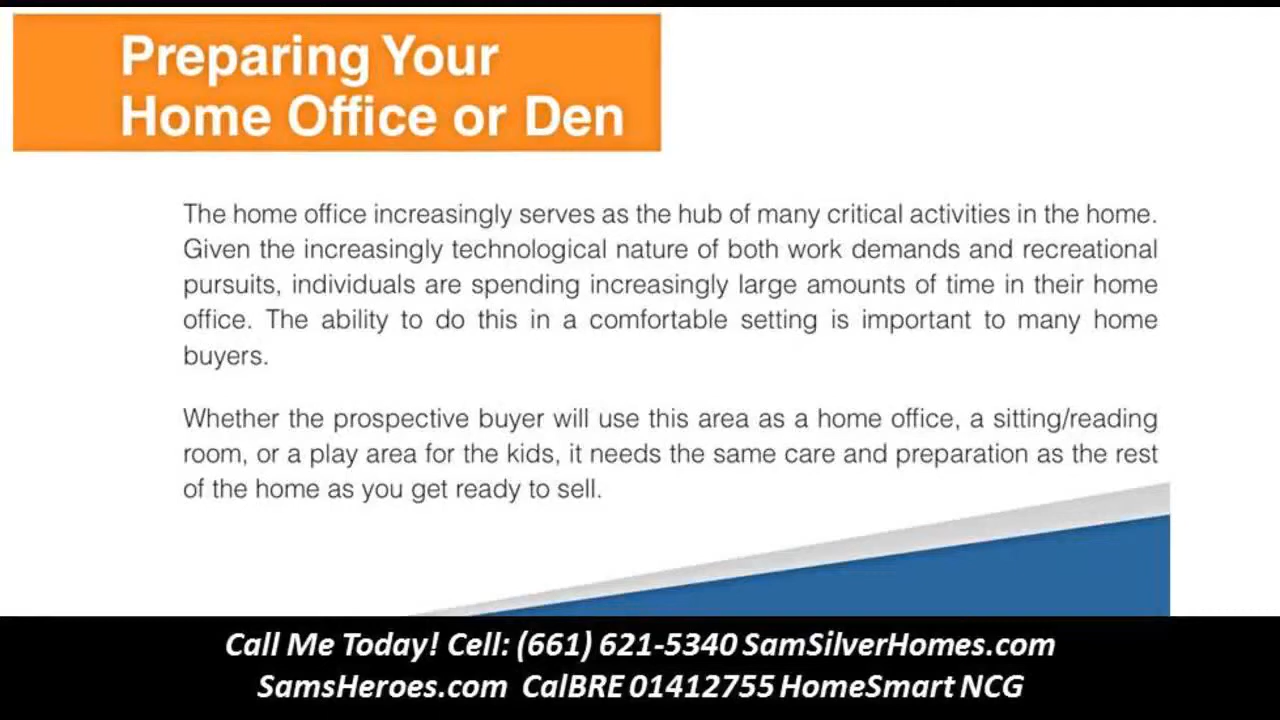 Preparing Your
Home Office or Den
The home office increasingly serves as the hub of many critical activities in the home.
Given the increasingly technological nature of both work demands and recreational
pursuits, individuals are spending increasingly large amounts of time in their home
office. The ability to do this in a comfortable setting is important to many home
buyers.
Whether the prospective buyer will use this area as a home office, a sitting/reading
room, or a play area for the kids, it needs the same care and preparation as the rest
of the home as you get ready to sell.
Call Me Today! Cell: (661) 621-5340 SamSilverHomes.com
SamsHeroes.com CalBRE 01412755 HomeSmart NCG